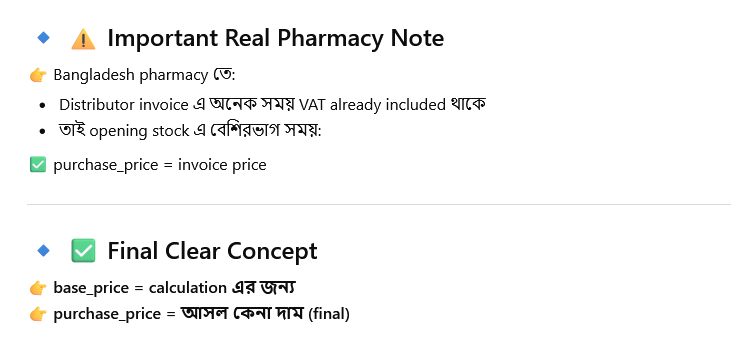 🔹 ⚠️ Important Real Pharmacy Note
👉 Bangladesh pharmacy তে:
• Distributor invoice এ অনেক সময় VAT already included থাকে
• তাই opening stock এ বেশিরভাগ সময়:
✅ purchase_price = invoice price
🔹 ✅ Final Clear Concept
👉 base_price = calculation এর জন্য
👉 purchase_price = আসল কেনা দাম (final)